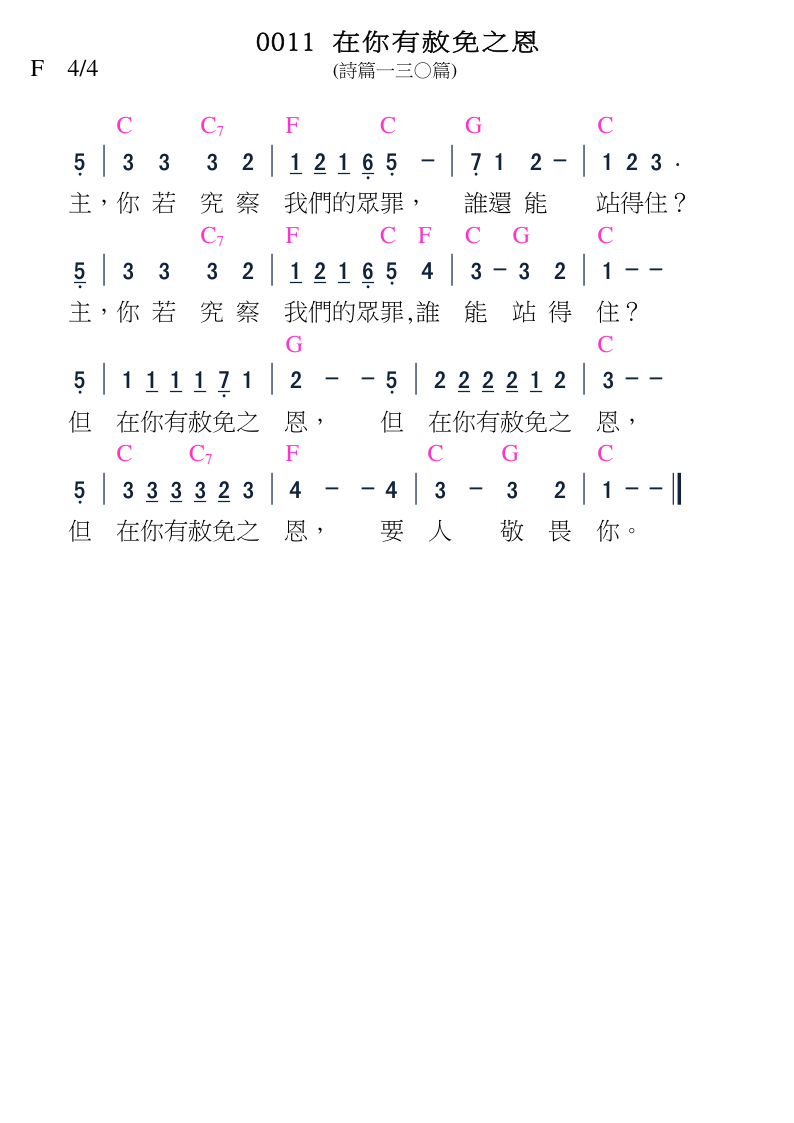 0011 在你有赦免之恩
F 4/4 (詩篇一三○篇)
C C7 F C G C
5 | 3 3 3 2 | 1 2 1 6 5 － | 7 1 2 － | 1 2 3 ·
主，你 若 究 察 我們的眾罪， 誰還 能 站得住？
C7 F C F C G C
5 | 3 3 3 2 | 1 2 1 6 5 4 | 3 － 3 2 | 1 － －
主，你 若 究 察 我們的眾罪,誰 能 站 得 住？
G C
5 | 1 1 1 1 7 1 | 2 － － 5 | 2 2 2 2 1 2 | 3 － －
但 在你有赦免之 恩， 但 在你有赦免之 恩，
C C7 F C G C
5 | 3 3 3 3 2 3 | 4 － － 4 | 3 － 3 2 | 1 － － ‖
但 在你有赦免之 恩， 要 人 敬 畏 你。